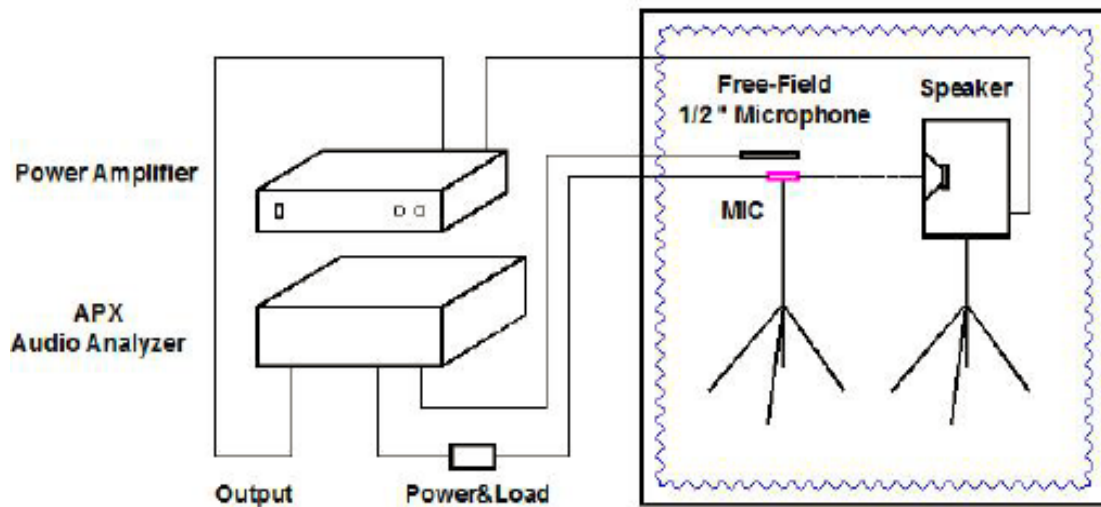 Free-Field
1/2 " Microphone
Speaker
Power Amplifier
MIC
APX
Audio Analyzer
Output
Power&Load